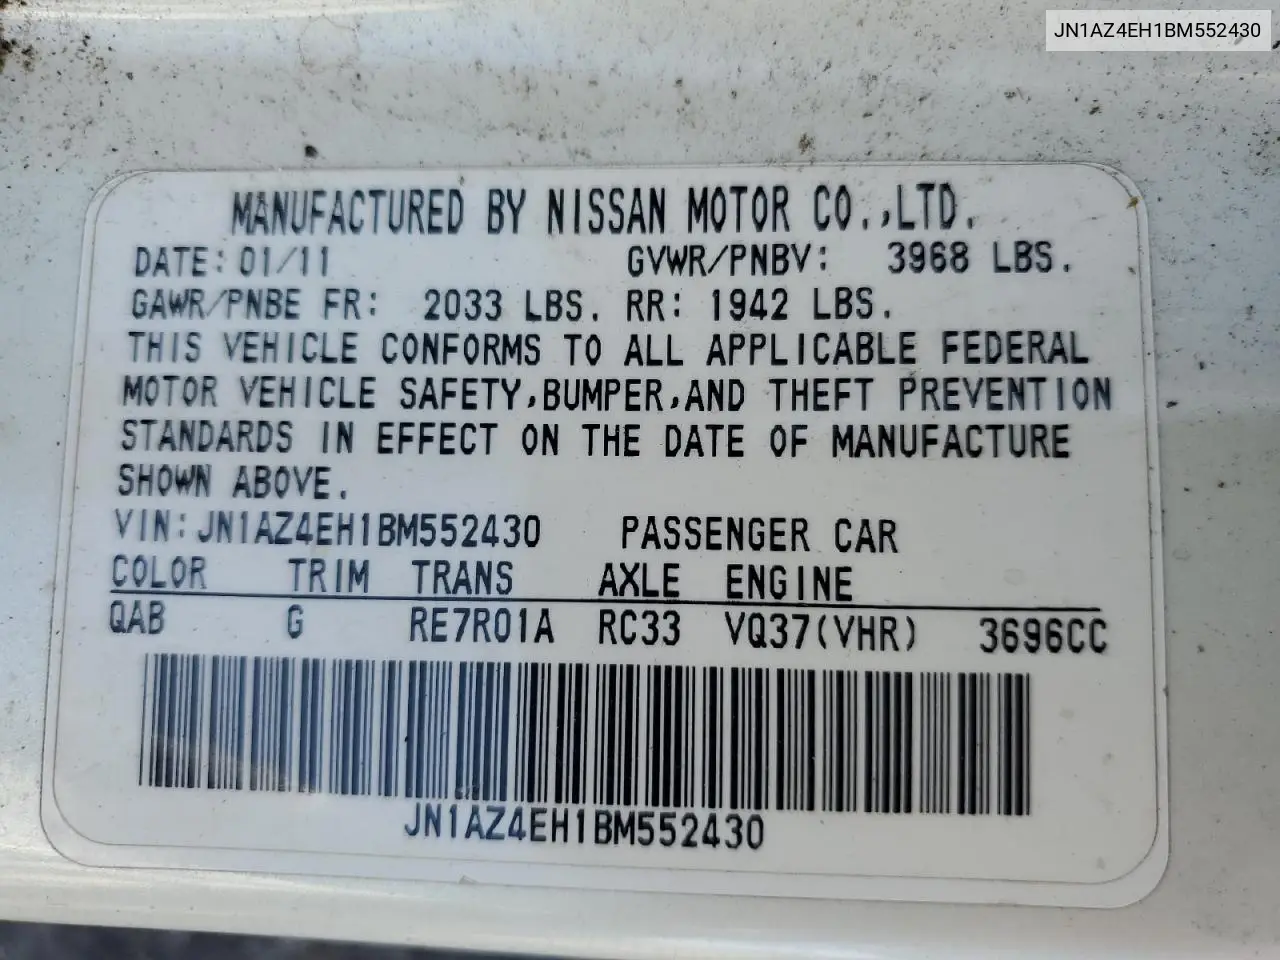 JN1AZ4EH1BM552430
MANUFACTURED BY NISSAN MOTOR CO.,LTD.
DATE: 01/11 GVWR/PNBV: 3968 LBS.
GAWR/PNBE FR: 2033 LBS. RR: 1942 LBS.
THIS VEHICLE CONFORMS TO ALL APPLICABLE FEDERAL
MOTOR VEHICLE SAFETY,BUMPER,AND THEFT PREVENTION
STANDARDS IN EFFECT ON THE DATE OF MANUFACTURE
SHOWN ABOVE.
VIN:JN1AZ4EH1BM552430 PASSENGER CAR
COLOR TRIM TRANS AXLE ENGINE
QAB G RE7R01A RC33 VQ37(VHR) 3696CC
JN1AZ4EH1BM552430